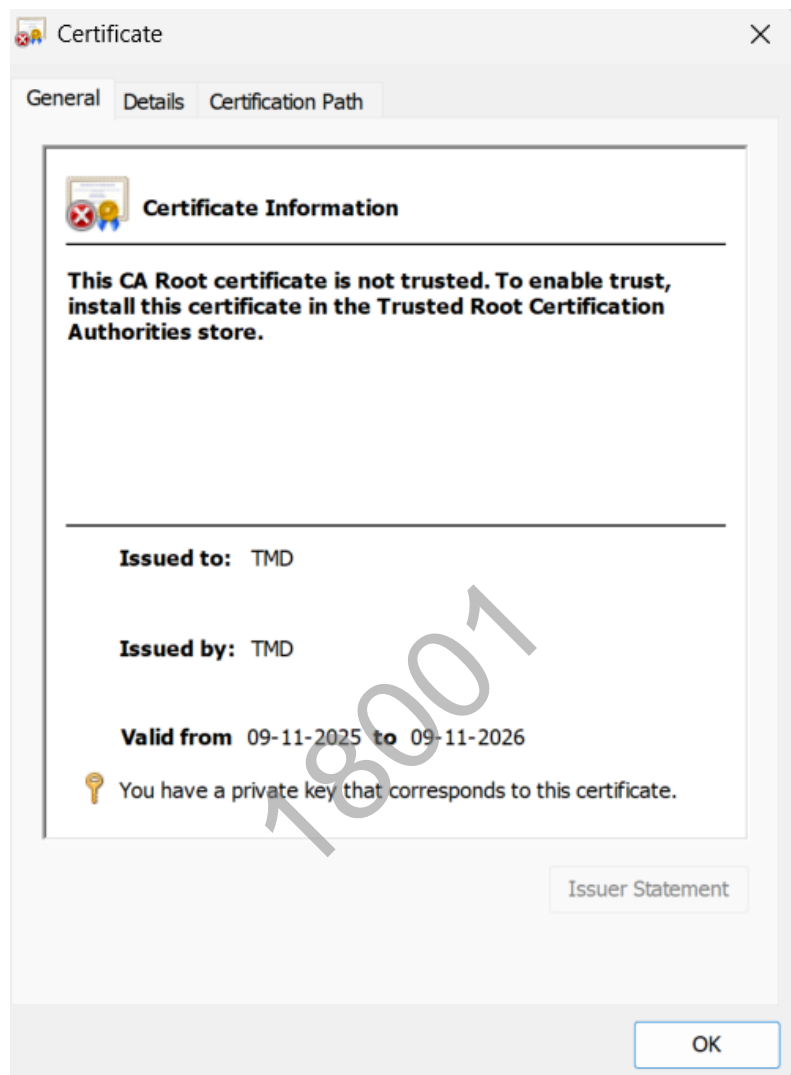 Certificate
General Details Certification Path
Certificate Information
This CA Root certificate is not trusted. To enable trust,
install this certificate in the Trusted Root Certification
Authorities store.
Issued to: TMD
Issued by: TMD
Valid from 09-11-2025 to 09-11-2026
You have a private key that corresponds to this certificate.
18001
Issuer Statement
OK